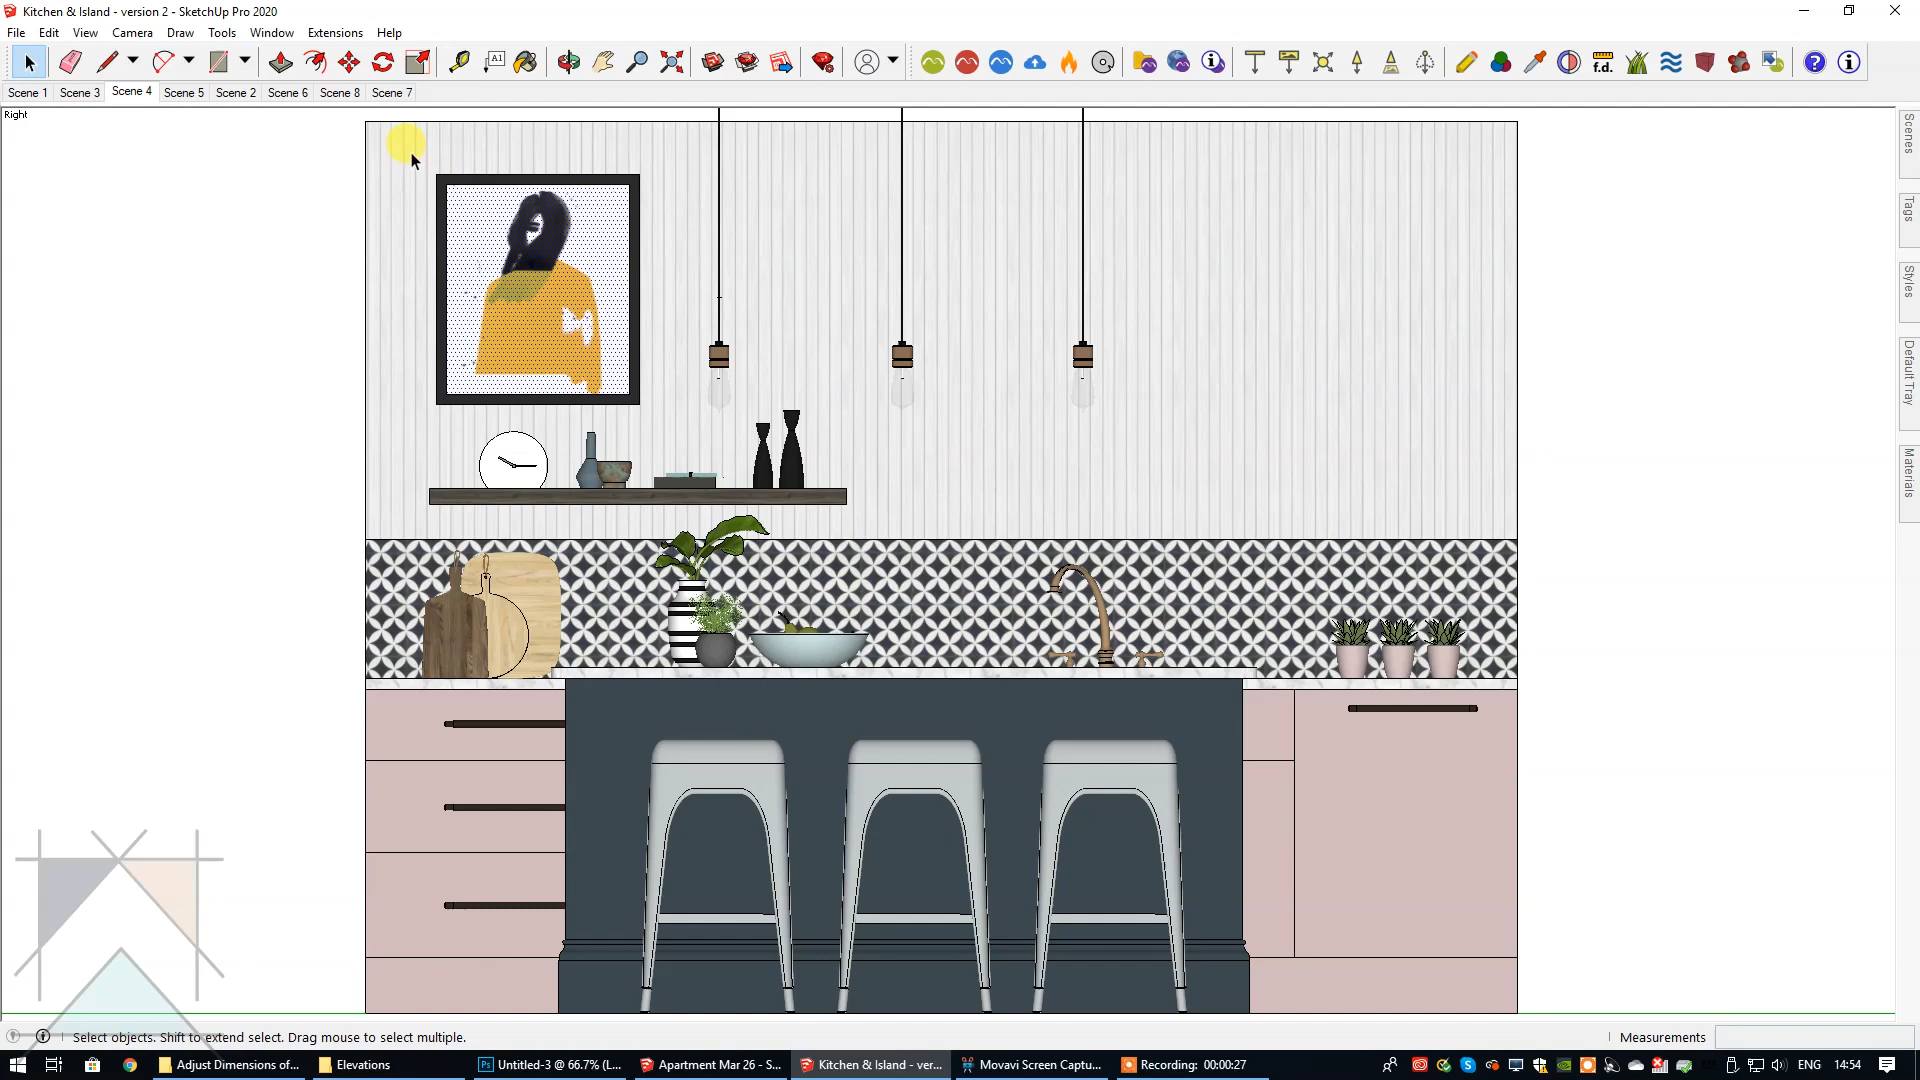 Kitchen & Island - version 2 - SketchUp Pro 2020
File Edit View Camera Draw Tools Window Extensions Help
A1
f.d.
Scene 1 Scene 3 Scene 4 Scene 5 Scene 2 Scene 6 Scene 8 Scene 7
Right
Scenes
Tags
Styles
Default Tray
Materials
Select objects. Shift to extend select. Drag mouse to select multiple.
Measurements
Adjust Dimensions of...
Elevations
Untitled-3 @ 66.7% (L...
Apartment Mar 26 - S...
Kitchen & Island - ver...
Movavi Screen Captu...
Recording: 00:00:27
ENG
14:54